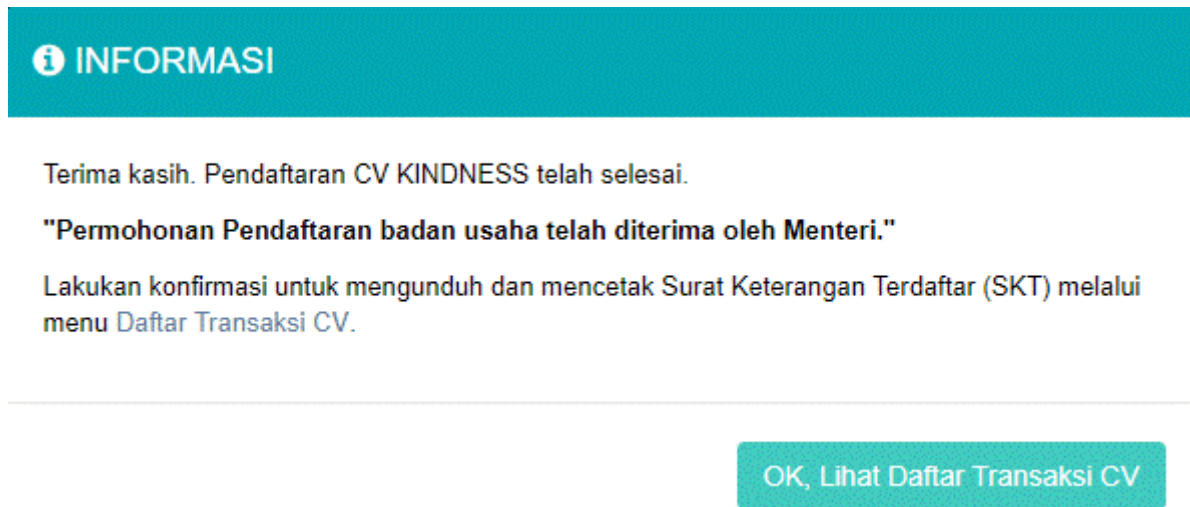 INFORMASI
Terima kasih. Pendaftaran CV KINDNESS telah selesai.
"Permohonan Pendaftaran badan usaha telah diterima oleh Menteri."
Lakukan konfirmasi untuk mengunduh dan mencetak Surat Keterangan Terdaftar (SKT) melalui
menu Daftar Transaksi CV.
OK, Lihat Daftar Transaksi CV